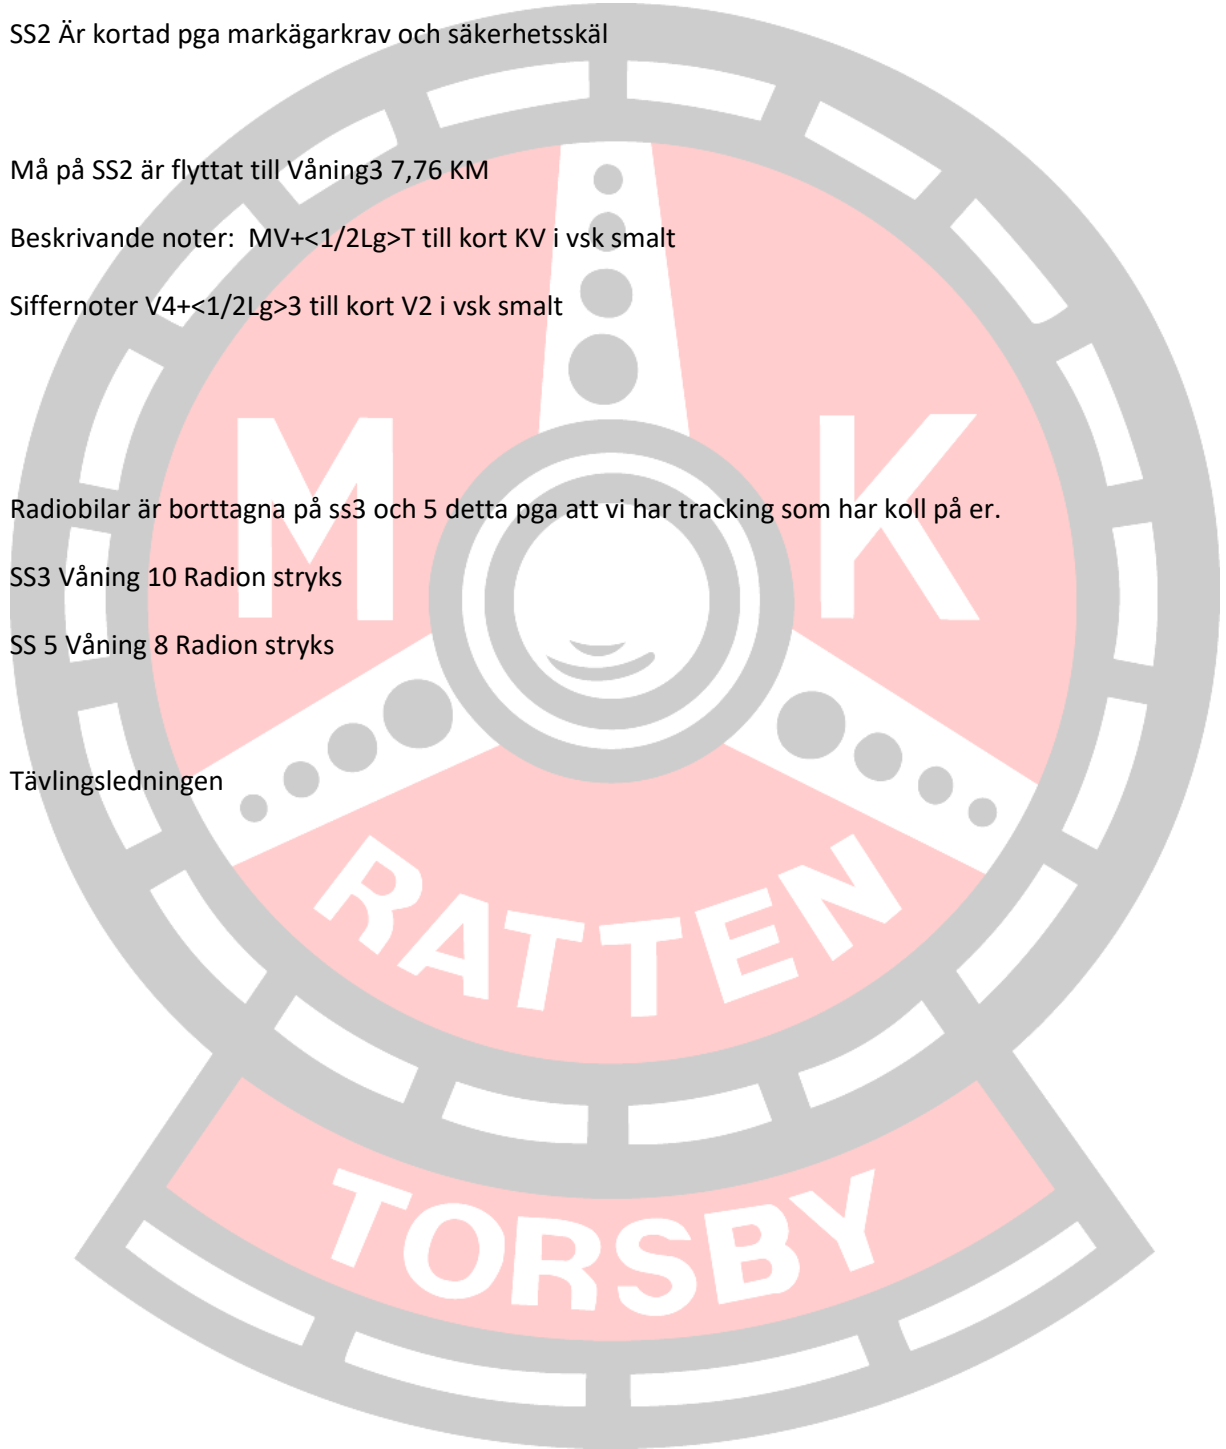 SS2 Är kortad pga markägarkrav och säkerhetsskäl
Må på SS2 är flyttat till Våning3 7,76 KM
Beskrivande noter:  MV+<1/2Lg>T till kort KV i vsk smalt
Siffernoter V4+<1/2Lg>3 till kort V2 i vsk smalt
M K
Radiobilar är borttagna på ss3 och 5 detta pga att vi har tracking som har koll på er.
SS3 Våning 10 Radion stryks
SS 5 Våning 8 Radion stryks
Tävlingsledningen
RATTEN
TORSBY